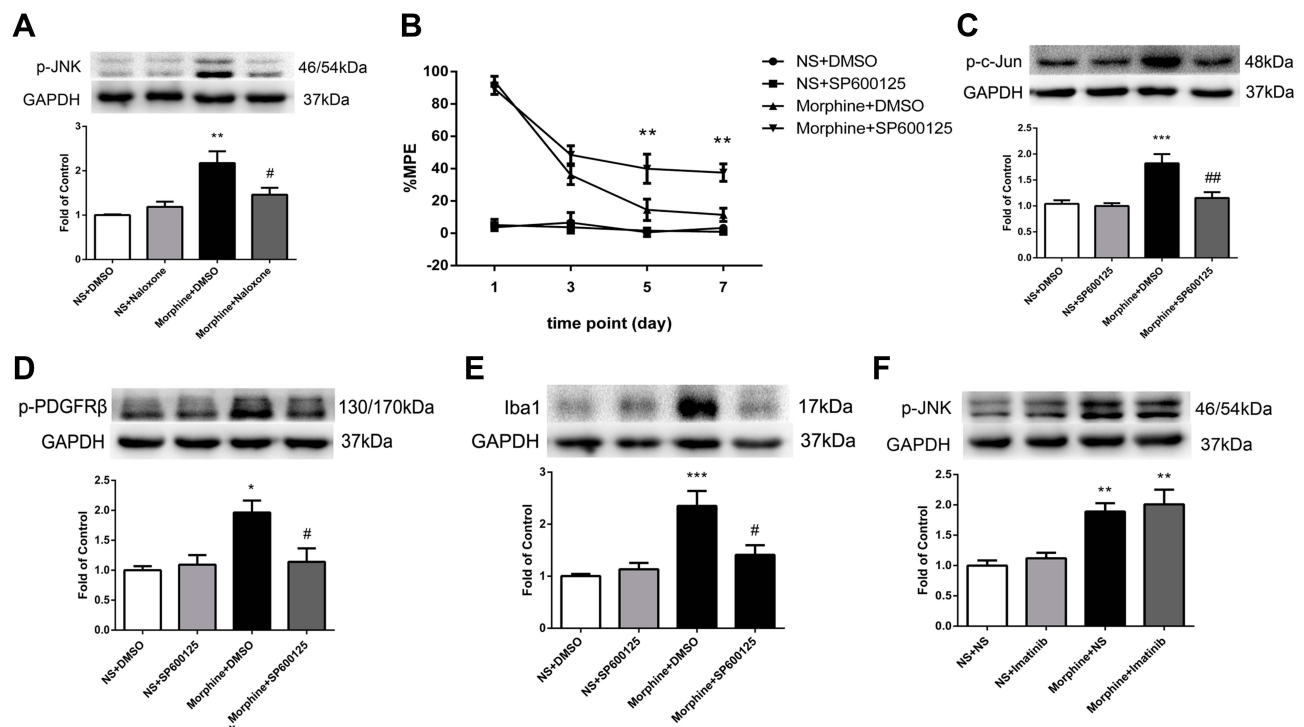 A
p-JNK
46/54kDa
GAPDH
37kDa
Fold of Control
3
2
1
0
**
#
NS+DMSO
NS+Naloxone
Morphine+DMSO
Morphine+Naloxone
B
%MPE
100
80
60
40
20
0
-20
**
**
1 3 5 7
time point (day)
NS+DMSO
NS+SP600125
Morphine+DMSO
Morphine+SP600125
C
p-c-Jun
48kDa
GAPDH
37kDa
Fold of Control
2.5
2.0
1.5
1.0
0.5
0.0
***
##
NS+DMSO
NS+SP600125
Morphine+DMSO
Morphine+SP600125
D
p-PDGFRβ
130/170kDa
GAPDH
37kDa
Fold of Control
2.5
2.0
1.5
1.0
0.5
0.0
*
#
NS+DMSO
NS+SP600125
Morphine+DMSO
Morphine+SP600125
E
Iba1
17kDa
GAPDH
37kDa
Fold of Control
3
2
1
0
***
#
NS+DMSO
NS+SP600125
Morphine+DMSO
Morphine+SP600125
F
p-JNK
46/54kDa
GAPDH
37kDa
Fold of Control
2.5
2.0
1.5
1.0
0.5
0.0
**
**
NS+NS
NS+Imatinib
Morphine+NS
Morphine+Imatinib